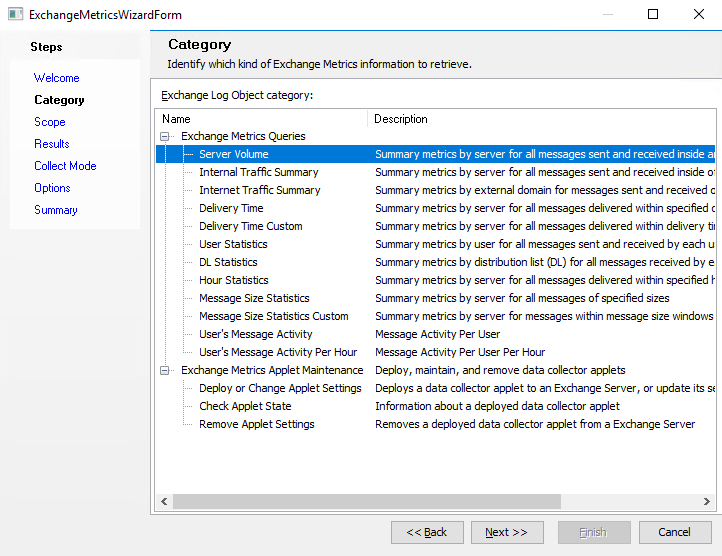 ExchangeMetricsWizardForm
Steps
Welcome
Category
Scope
Results
Collect Mode
Options
Summary
Category
Identify which kind of Exchange Metrics information to retrieve.
Exchange Log Object category:
Name Description
Exchange Metrics Queries
Server Volume Summary metrics by server for all messages sent and received inside
Internal Traffic Summary Summary metrics by server for all messages sent and received inside
Internet Traffic Summary Summary metrics by external domain for messages sent and received
Delivery Time Summary metrics by server for all messages delivered within specified
Delivery Time Custom Summary metrics by server for all messages delivered within delivery
User Statistics Summary metrics by user for all messages sent and received by each
DL Statistics Summary metrics by distribution list (DL) for all messages received by
Hour Statistics Summary metrics by server for all messages delivered within specified
Message Size Statistics Summary metrics by server for all messages of specified sizes
Message Size Statistics Custom Summary metrics by server for messages within message size windows
User's Message Activity Message Activity Per User
User's Message Activity Per Hour Message Activity Per User Per Hour
Exchange Metrics Applet Maintenance Deploy, maintain, and remove data collector applets
Deploy or Change Applet Settings Deploys a data collector applet to an Exchange Server, or update its
Check Applet State Information about a deployed data collector applet
Remove Applet Settings Removes a deployed data collector applet from a Exchange Server
<< Back Next >> Finish Cancel